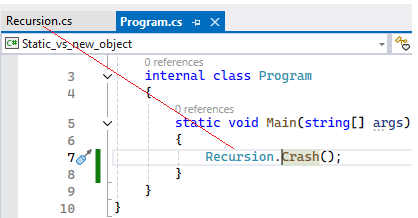 Recursion.cs Program.cs
Static_vs_new_object
0 references
3 internal class Program
4 {
0 references
5 static void Main(string[] args)
6 {
7 Recursion.Crash();
8 }
9 }
10 }